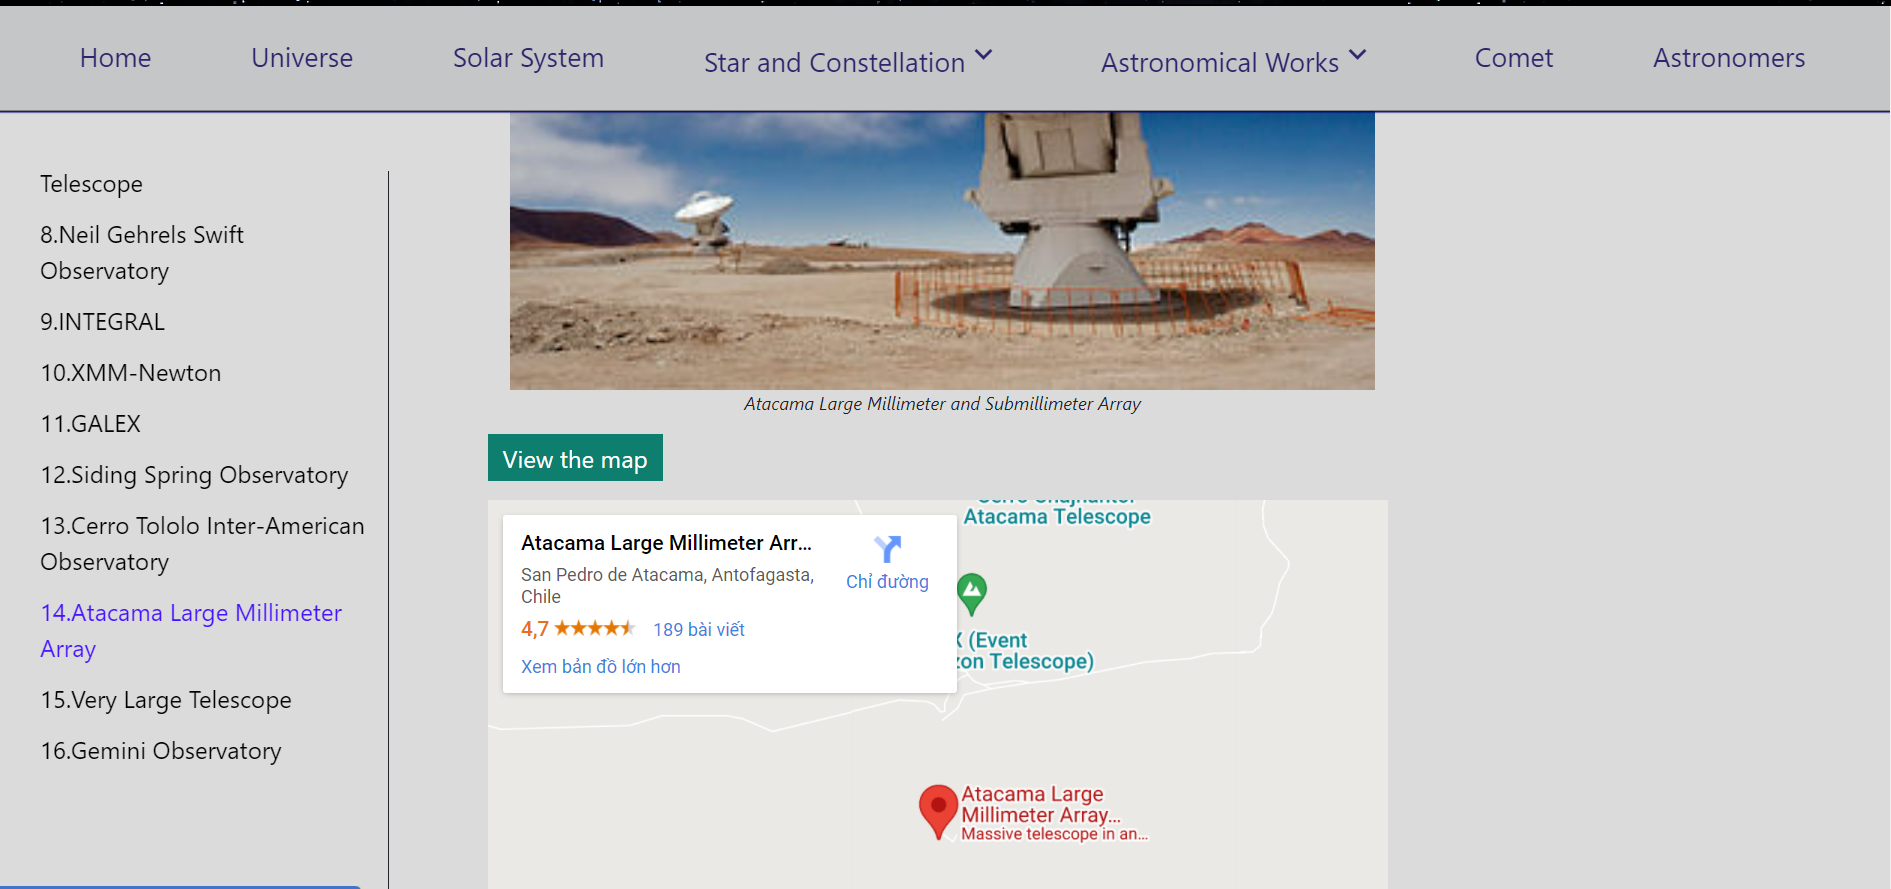 Home
Universe
Solar System
Star and Constellation
Astronomical Works
Comet
Astronomers
Telescope
8.Neil Gehrels Swift
Observatory
9.INTEGRAL
10.XMM-Newton
11.GALEX
12.Siding Spring Observatory
13.Cerro Tololo Inter-American
Observatory
14.Atacama Large Millimeter
Array
15.Very Large Telescope
16.Gemini Observatory
Atacama Large Millimeter and Submillimeter Array
View the map
Atacama Large Millimeter Arr...
San Pedro de Atacama, Antofagasta,
Chile
4,7
189 bài viết
Xem bản đồ lớn hơn
Chỉ đường
Atacama Telescope
(Event
Telescope)
Atacama Large
Millimeter Array...
Massive telescope in an...